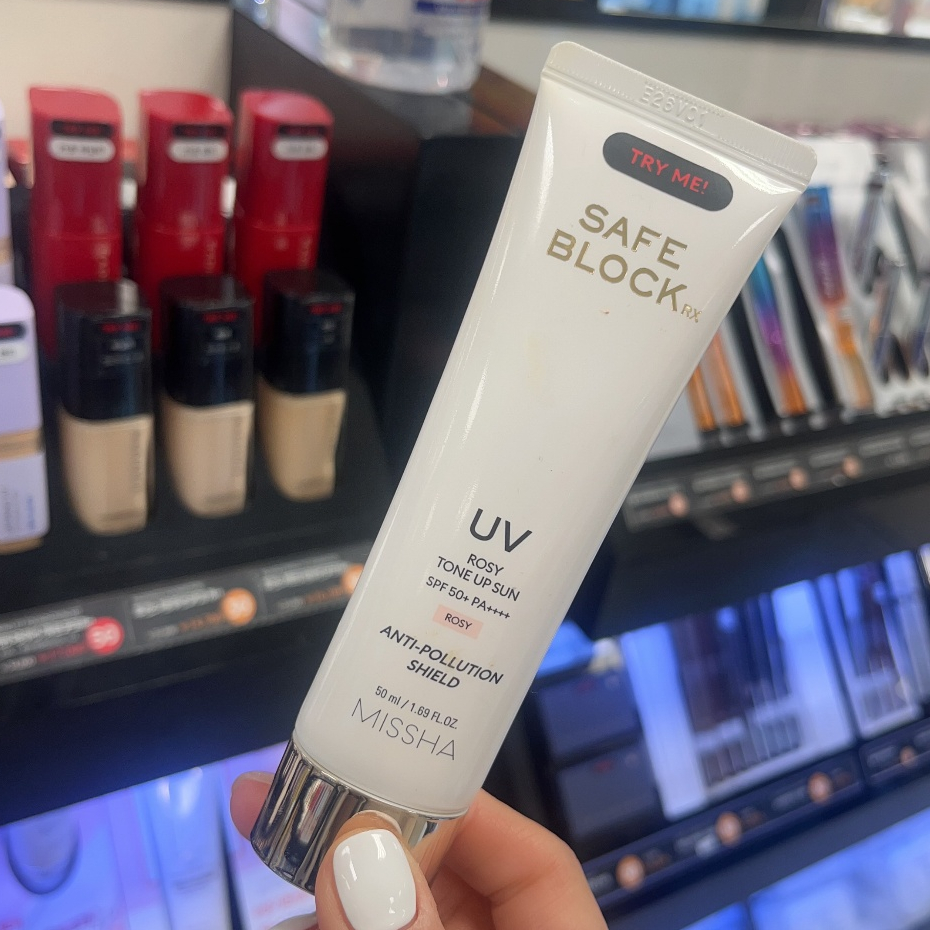 TRY ME!
SAFE
BLOCK RX
UV
ROSY
TONE UP SUN
SPF 50+ PA++++
ROSY
ANTI-POLLUTION
SHIELD
50 ml / 1.69 FL.OZ.
MISSHA